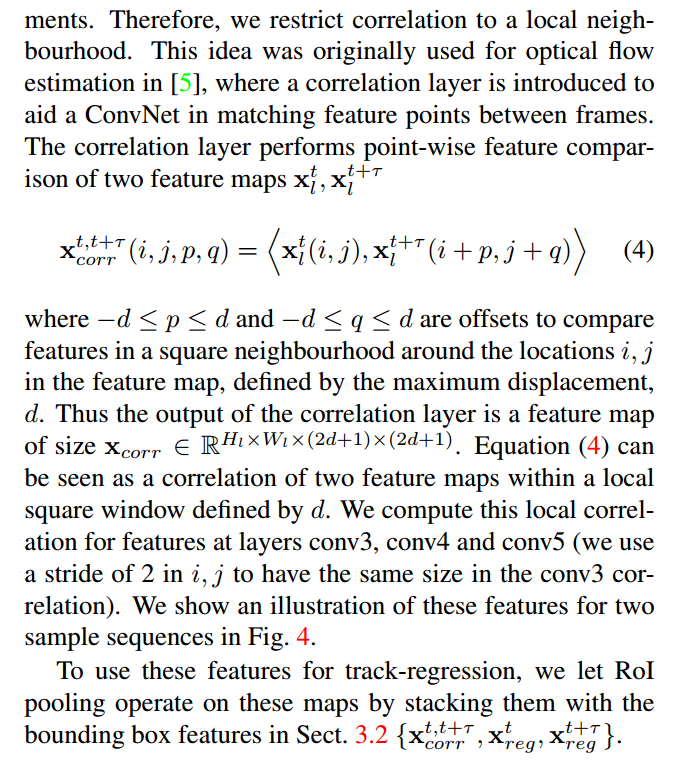 ments. Therefore, we restrict correlation to a local neigh-
bourhood. This idea was originally used for optical flow
estimation in [5], where a correlation layer is introduced to
aid a ConvNet in matching feature points between frames.
The correlation layer performs point-wise feature compar-
ison of two feature maps $\mathbf{x}_l^t, \mathbf{x}_l^{t+\tau}$
$\mathbf{x}_{corr}^{t,t+\tau}(i, j, p, q) = \left\langle \mathbf{x}_l^t(i, j), \mathbf{x}_l^{t+\tau}(i + p, j + q) \right\rangle$ (4)
where $-d \leq p \leq d$ and $-d \leq q \leq d$ are offsets to compare
features in a square neighbourhood around the locations $i, j$
in the feature map, defined by the maximum displacement,
$d$. Thus the output of the correlation layer is a feature map
of size $\mathbf{x}_{corr} \in \mathbb{R}^{H_l \times W_l \times (2d+1) \times (2d+1)}$. Equation (4) can
be seen as a correlation of two feature maps within a local
square window defined by $d$. We compute this local correl-
ation for features at layers conv3, conv4 and conv5 (we use
a stride of 2 in $i, j$ to have the same size in the conv3 cor-
relation). We show an illustration of these features for two
sample sequences in Fig. 4.
To use these features for track-regression, we let RoI
pooling operate on these maps by stacking them with the
bounding box features in Sect. 3.2 $\{\mathbf{x}_{corr}^{t,t+\tau}, \mathbf{x}_{reg}^t, \mathbf{x}_{reg}^{t+\tau}\}$.